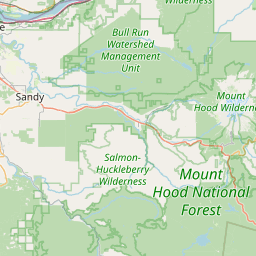 Wilderness
e
Bull Run
Watershed
Management
Unit
Sandy
Mount
Hood Wilderne
Salmon-
Huckleberry
Wilderness
Mount
Hood National
Forest